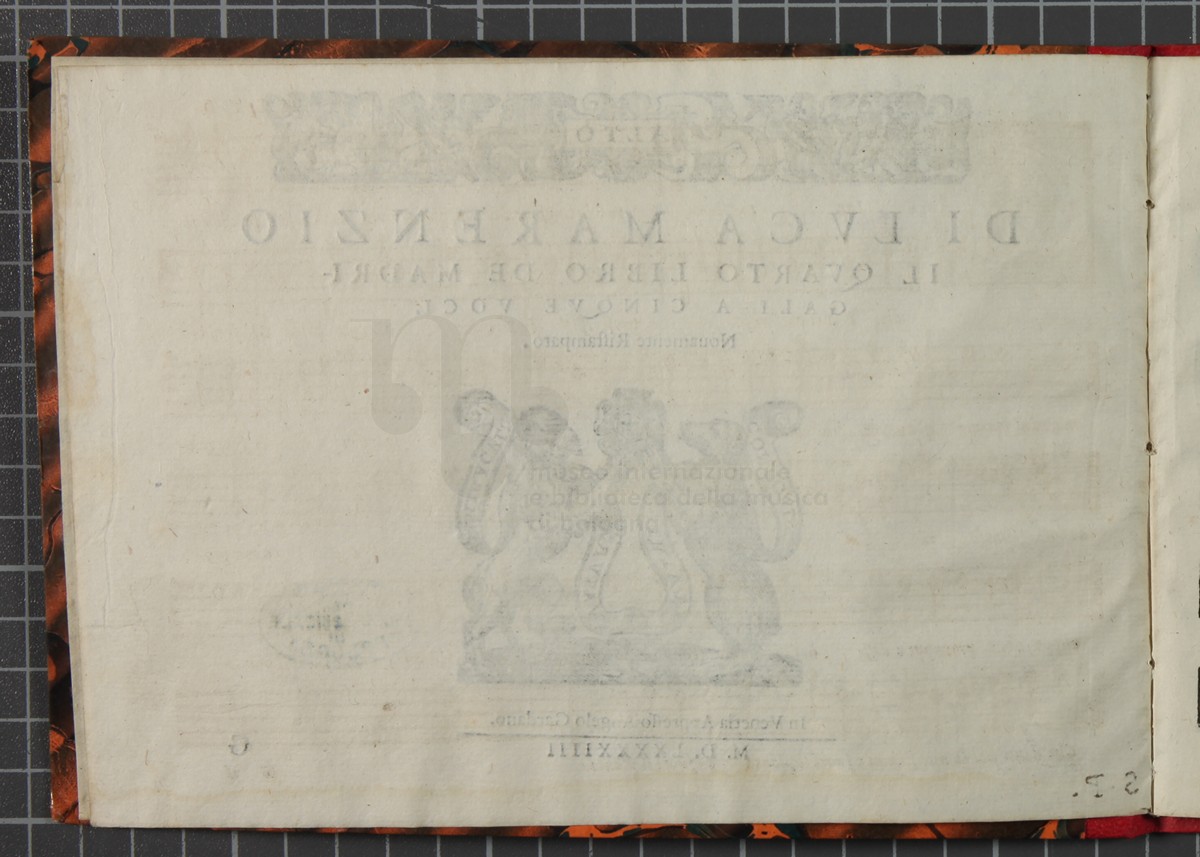 ALTO
DI LVCA MARENZIO
IL QVARTO LIBRO DE MADRI-
GALI A CINQVE VOCI:
Nouamente Ristampato.
m
museo internazionale
e biblioteca della musica
di bologna
In Venetia Appresso Angelo Gardano.
M. D. LXXXXIIII
G
S. P.